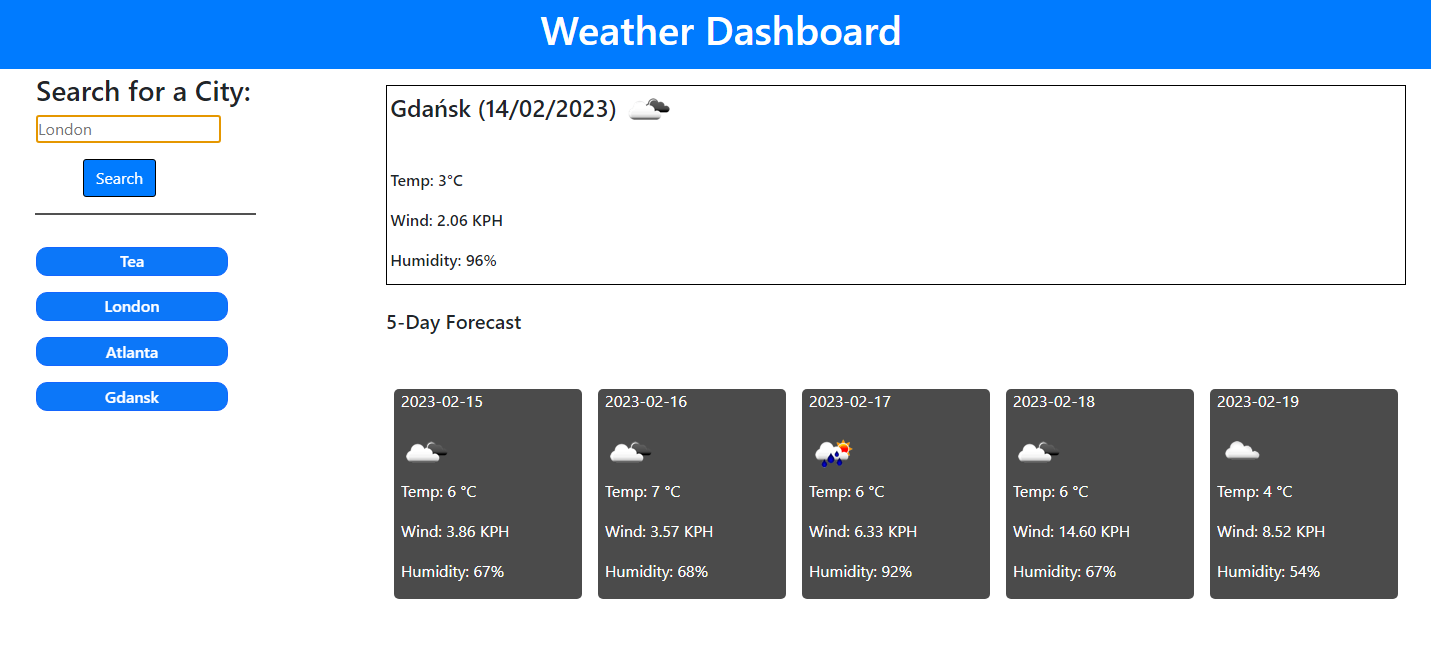 Weather Dashboard
Search for a City:
London
Search
Tea
London
Atlanta
Gdansk
Gdańsk (14/02/2023)
Temp: 3°C
Wind: 2.06 KPH
Humidity: 96%
5-Day Forecast
2023-02-15
Temp: 6 °C
Wind: 3.86 KPH
Humidity: 67%
2023-02-16
Temp: 7 °C
Wind: 3.57 KPH
Humidity: 68%
2023-02-17
Temp: 6 °C
Wind: 6.33 KPH
Humidity: 92%
2023-02-18
Temp: 6 °C
Wind: 14.60 KPH
Humidity: 67%
2023-02-19
Temp: 4 °C
Wind: 8.52 KPH
Humidity: 54%